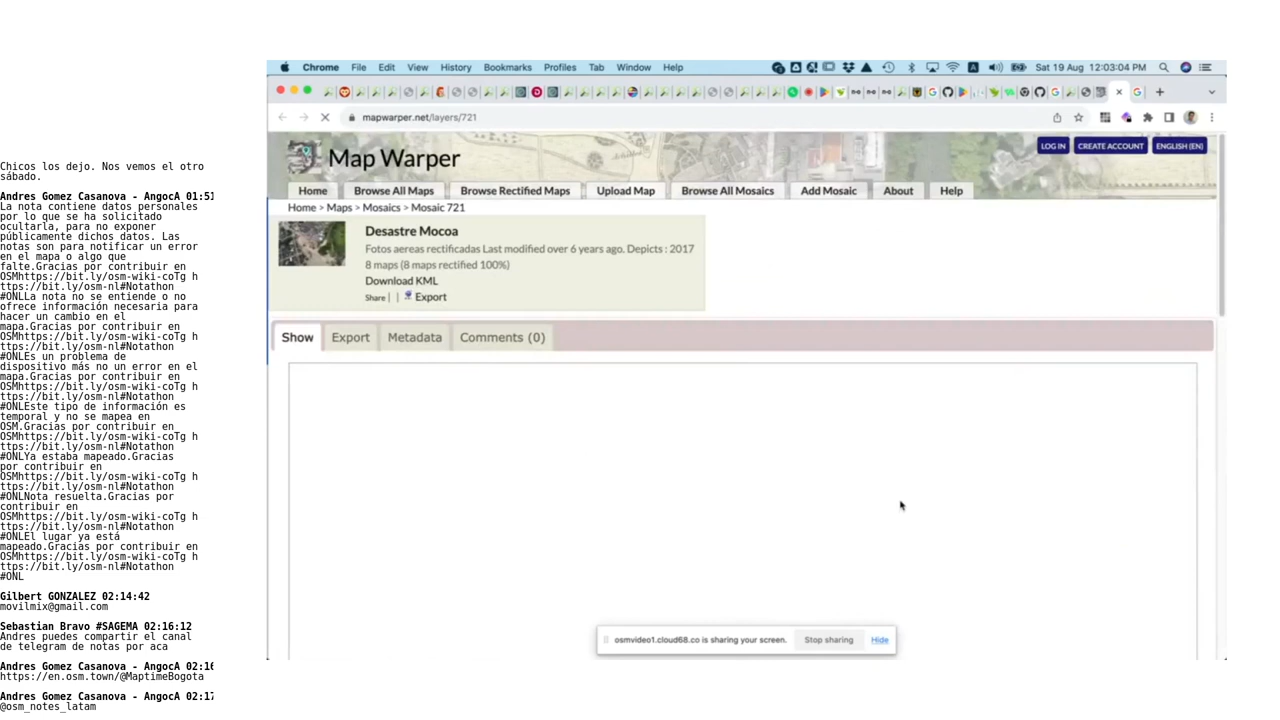 Chicos los dejo. Nos vemos el otro
sábado.
Andres Gomez Casanova - AngocA 01:51
La nota contiene datos personales
por lo que se ha solicitado
ocultarla, para no exponer
públicamente dichos datos. Las
notas son para notificar un error
en el mapa o algo que
falte.Gracias por contribuir en
OSMhttps://bit.ly/osm-wiki-coTg h
ttps://bit.ly/osm-nl#Notathon
#ONLLa nota no se entiende o no
ofrece información necesaria para
hacer un cambio en el
mapa.Gracias por contribuir en
OSMhttps://bit.ly/osm-wiki-coTg h
ttps://bit.ly/osm-nl#Notathon
#ONLEs un problema de
dispositivo más no un error en el
mapa.Gracias por contribuir en
OSMhttps://bit.ly/osm-wiki-coTg h
ttps://bit.ly/osm-nl#Notathon
#ONLEste tipo de información es
temporal y no se mapea en
OSM.Gracias por contribuir en
OSMhttps://bit.ly/osm-wiki-coTg h
ttps://bit.ly/osm-nl#Notathon
#ONLYa estaba mapeado.Gracias
por contribuir en
OSMhttps://bit.ly/osm-wiki-coTg h
ttps://bit.ly/osm-nl#Notathon
#ONLNota resuelta.Gracias por
contribuir en
OSMhttps://bit.ly/osm-wiki-coTg h
ttps://bit.ly/osm-nl#Notathon
#ONLEl lugar ya está
mapeado.Gracias por contribuir en
OSMhttps://bit.ly/osm-wiki-coTg h
ttps://bit.ly/osm-nl#Notathon
#ONL
Gilbert GONZALEZ 02:14:42
movilmix@gmail.com
Sebastian Bravo #SAGEMA 02:16:12
Andres puedes compartir el canal
de telegram de notas por aca
Andres Gomez Casanova - AngocA 02:16
https://en.osm.town/@MaptimeBogota
Andres Gomez Casanova - AngocA 02:17
@osm_notes_latam
Chrome File Edit View History Bookmarks Profiles Tab Window Help Sat 19 Aug 12:03:04 PM
mapwarper.net/layers/721
Map Warper
LOG IN CREATE ACCOUNT ENGLISH (EN)
Home Browse All Maps Browse Rectified Maps Upload Map Browse All Mosaics Add Mosaic About Help
Home > Maps > Mosaics > Mosaic 721
Desastre Mocoa
Fotos aereas rectificadas Last modified over 6 years ago. Depicts : 2017
8 maps (8 maps rectified 100%)
Download KML
Share | | Export
Show Export Metadata Comments (0)
osmvideo1.cloud68.co is sharing your screen. Stop sharing Hide